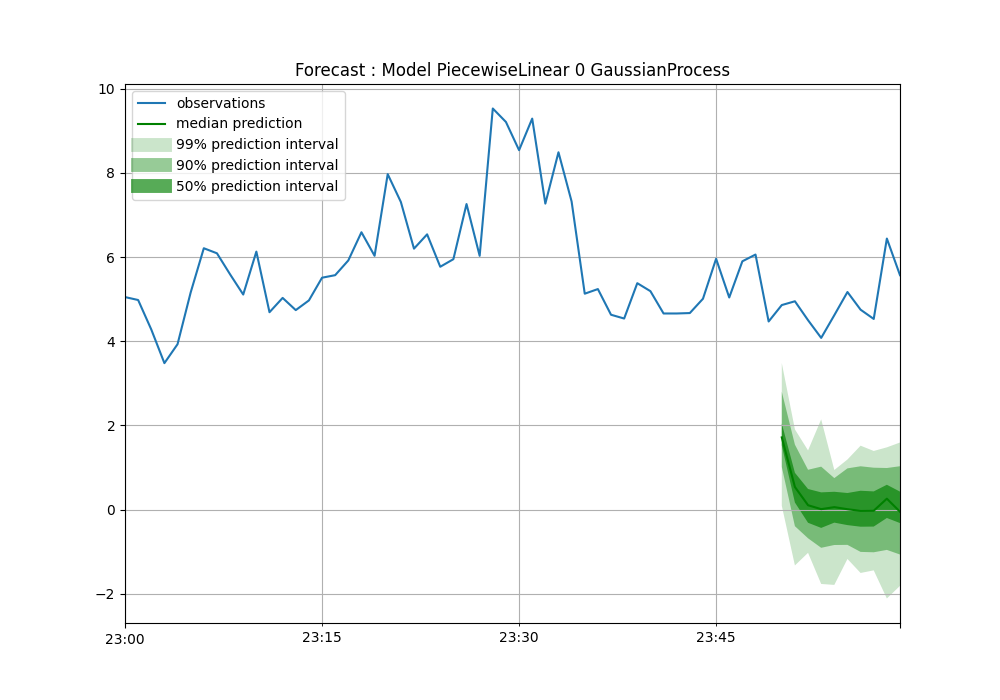 Forecast : Model PiecewiseLinear 0 GaussianProcess
10
8
6
4
2
0
−2
observations
median prediction
99% prediction interval
90% prediction interval
50% prediction interval
23:00
23:15
23:30
23:45